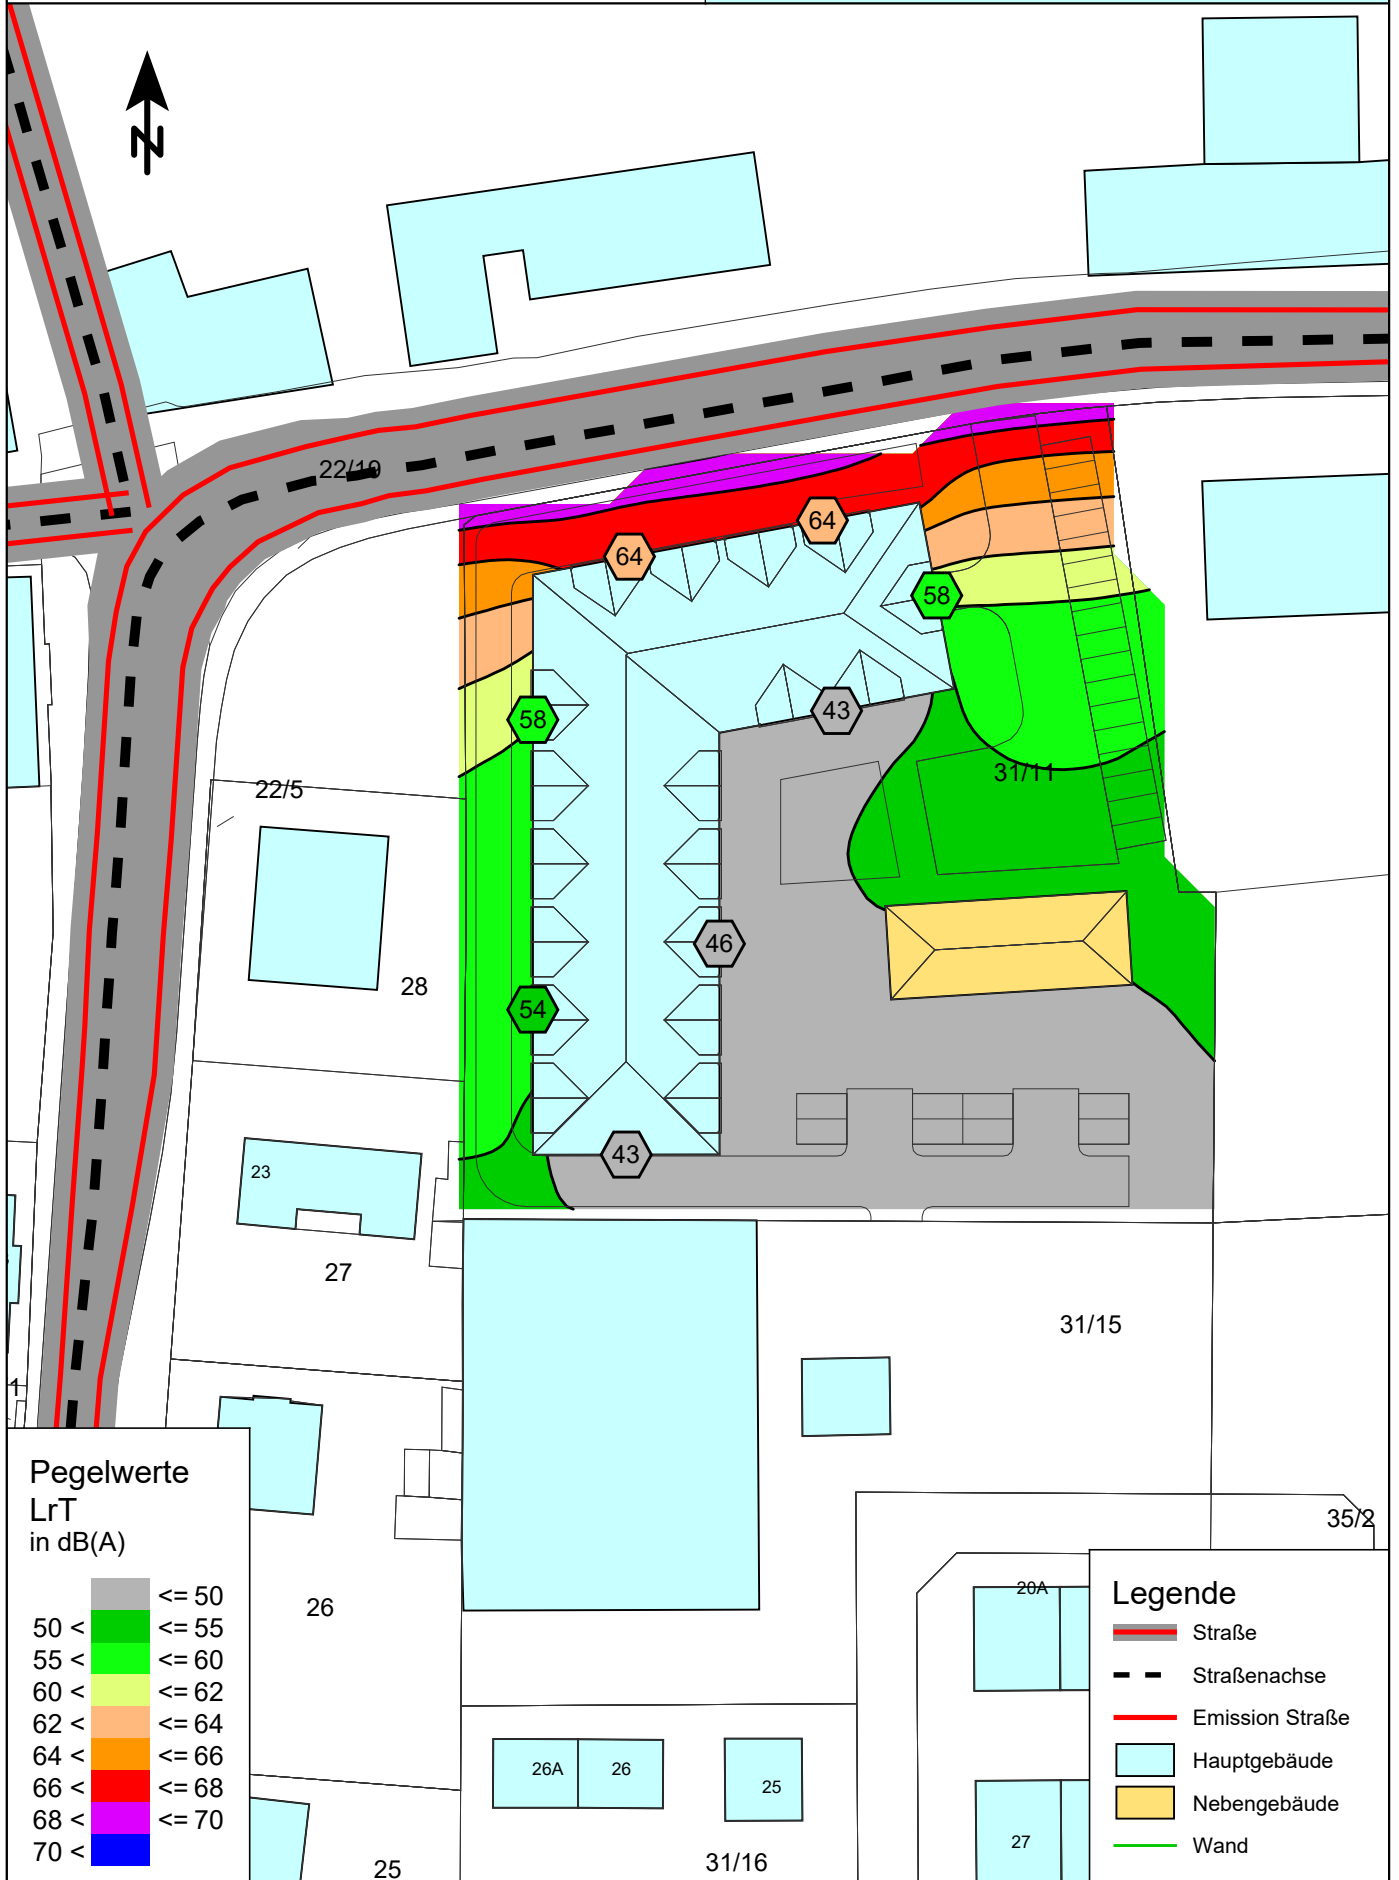 N
22/19
64
64
58
58
43
31/11
22/5
46
28
54
43
23
27
31/15
1
35/2
26
20A
26A
26
25
27
31/16
25
Pegelwerte
LrT
in dB(A)
<= 50
50 < <= 55
55 < <= 60
60 < <= 62
62 < <= 64
64 < <= 66
66 < <= 68
68 < <= 70
70 <
Legende
Straße
Straßenachse
Emission Straße
Hauptgebäude
Nebengebäude
Wand